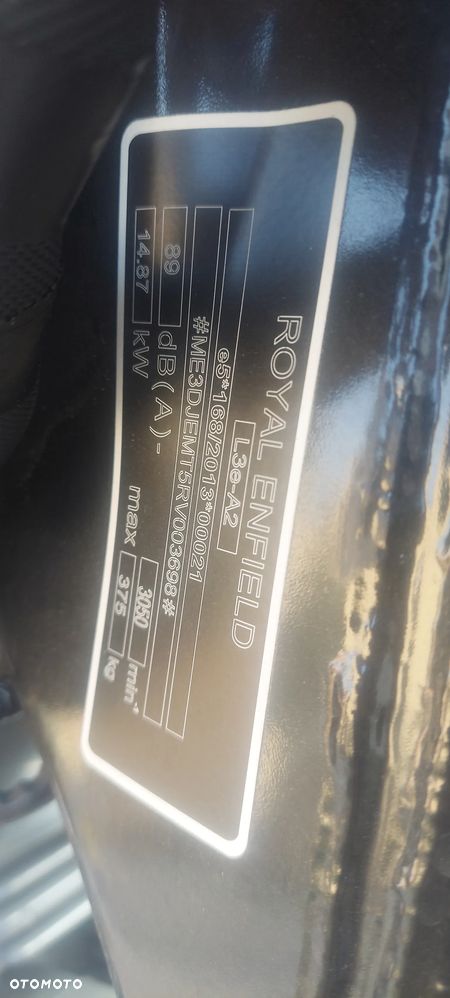 ROYAL ENFIELD
L3e-A2
e5*168/2013*00021
#ME3DJEMT5RV003698#
89 dB(A) - 3050 min⁻¹
14.87 kW max 375 kg
OTOMOTO